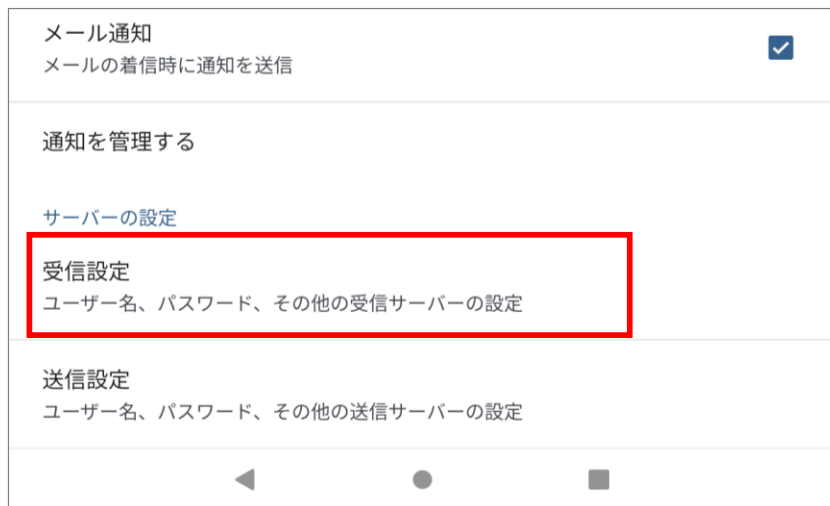 メール通知
メールの着信時に通知を送信
通知を管理する
サーバーの設定
受信設定
ユーザー名、パスワード、その他の受信サーバーの設定
送信設定
ユーザー名、パスワード、その他の送信サーバーの設定